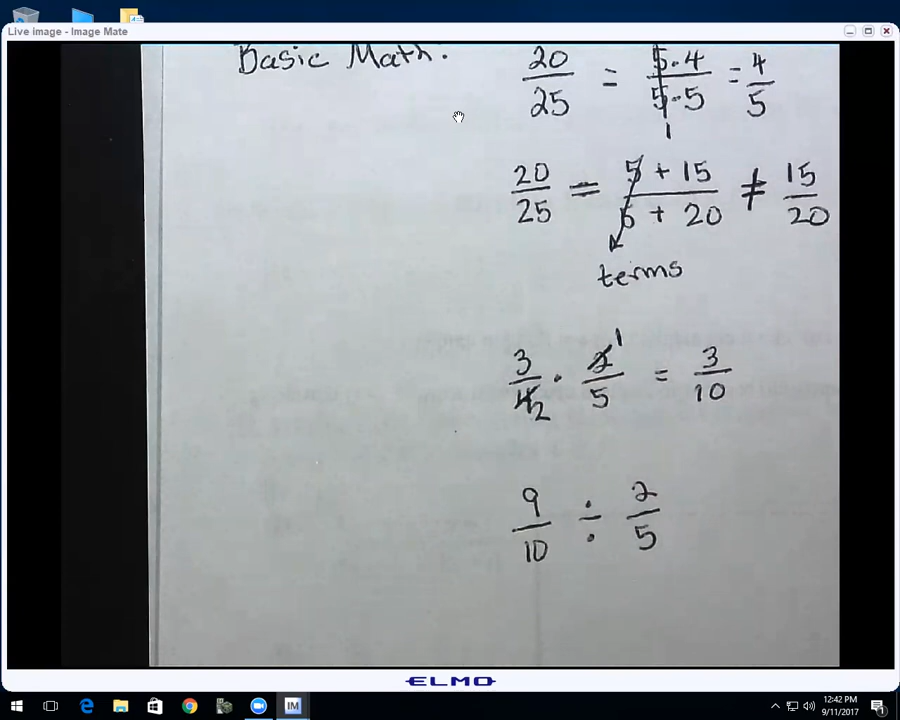 Live image - Image Mate
Basic Math:
20/25 = 5·4/5·5 = 4/5
1
20/25 = 5 + 15/5 + 20 ≠ 15/20
terms
3/4 · 2/5 = 3/10
2 1
9/10 ÷ 2/5
ELMO
IM
12:42 PM
9/11/2017
1